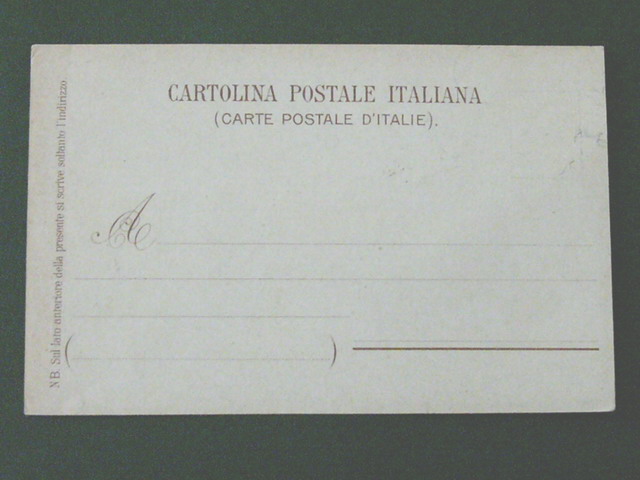 CARTOLINA POSTALE ITALIANA
(CARTE POSTALE D'ITALIE).
A
( )
NB. Sul lato anteriore della presente si scrive soltanto l'indirizzo